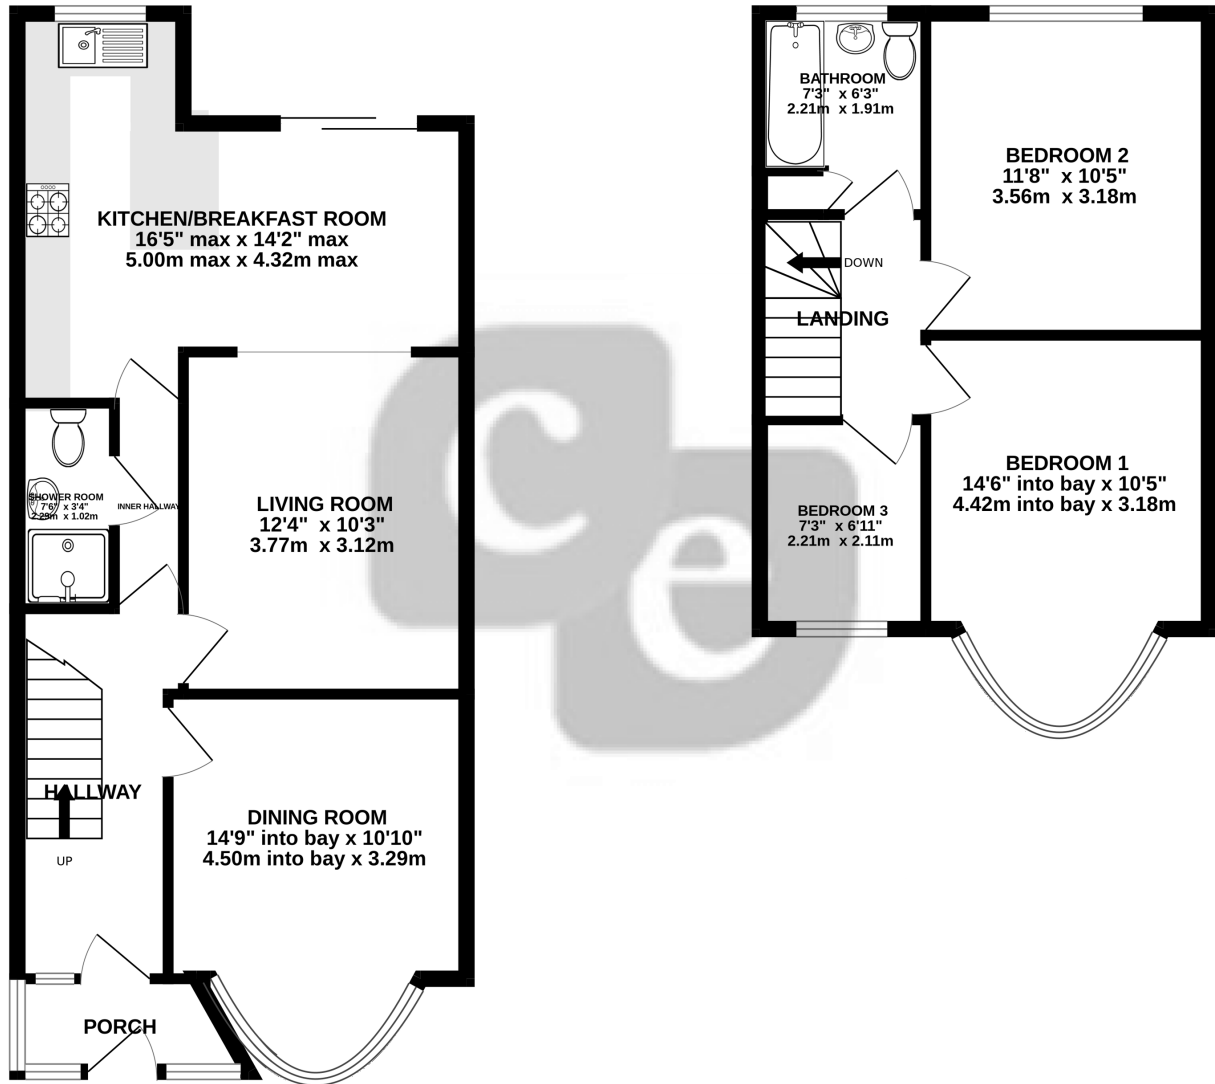 KITCHEN/BREAKFAST ROOM
16'5" max x 14'2" max
5.00m max x 4.32m max
SHOWER ROOM
7'6" x 3'4"
2.29m x 1.02m
INNER HALLWAY
LIVING ROOM
12'4" x 10'3"
3.77m x 3.12m
HALLWAY
UP
DINING ROOM
14'9" into bay x 10'10"
4.50m into bay x 3.29m
PORCH
ce
BATHROOM
7'3" x 6'3"
2.21m x 1.91m
BEDROOM 2
11'8" x 10'5"
3.56m x 3.18m
DOWN
LANDING
BEDROOM 1
14'6" into bay x 10'5"
4.42m into bay x 3.18m
BEDROOM 3
7'3" x 6'11"
2.21m x 2.11m